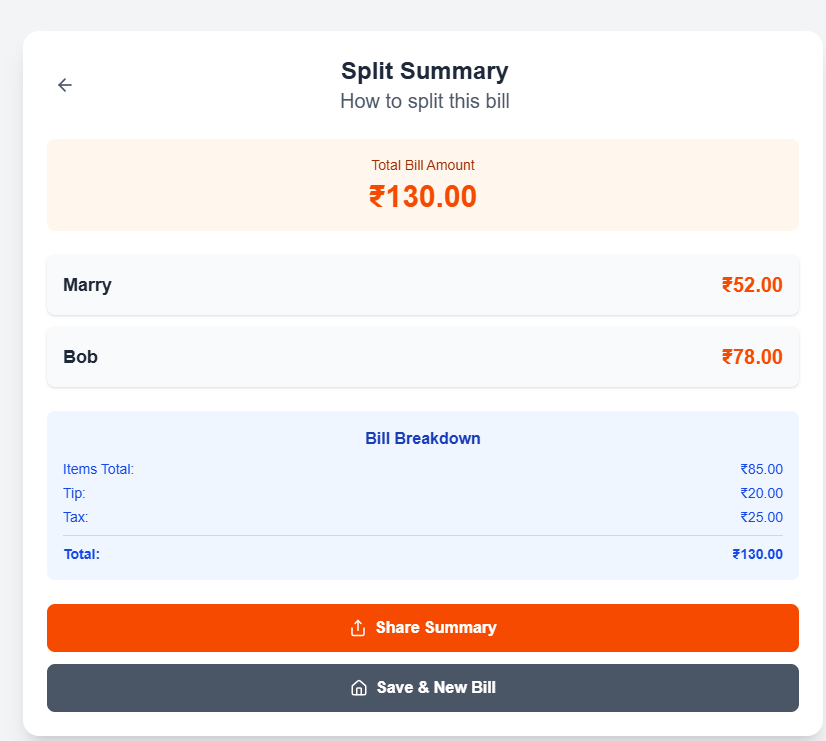 Split Summary
How to split this bill
Total Bill Amount
₹130.00
Marry ₹52.00
Bob ₹78.00
Bill Breakdown
Items Total: ₹85.00
Tip: ₹20.00
Tax: ₹25.00
Total: ₹130.00
Share Summary
Save & New Bill